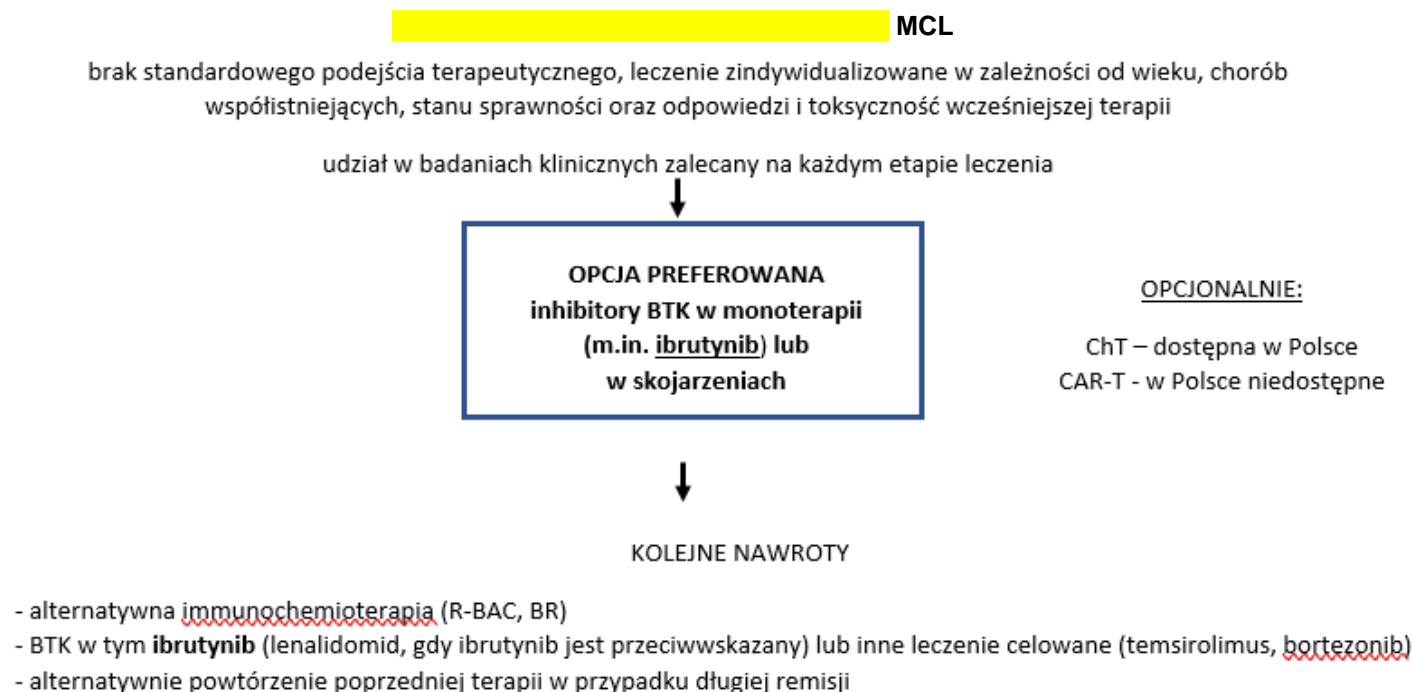 MCL
brak standardowego podejścia terapeutycznego, leczenie zindywidualizowane w zależności od wieku, chorób
współistniejących, stanu sprawności oraz odpowiedzi i toksyczność wcześniejszej terapii
udział w badaniach klinicznych zalecany na każdym etapie leczenia
OPCJA PREFEROWANA
inhibitory BTK w monoterapii
(m.in. ibrutynib) lub
w skojarzeniach
OPCJONALNIE:
ChT – dostępna w Polsce
CAR-T - w Polsce niedostępne
KOLEJNE NAWROTY
- alternatywna immunochemioterapia (R-BAC, BR)
- BTK w tym ibrutynib (lenalidomid, gdy ibrutynib jest przeciwwskazany) lub inne leczenie celowane (temsirolimus, bortezonib)
- alternatywnie powtórzenie poprzedniej terapii w przypadku długiej remisji